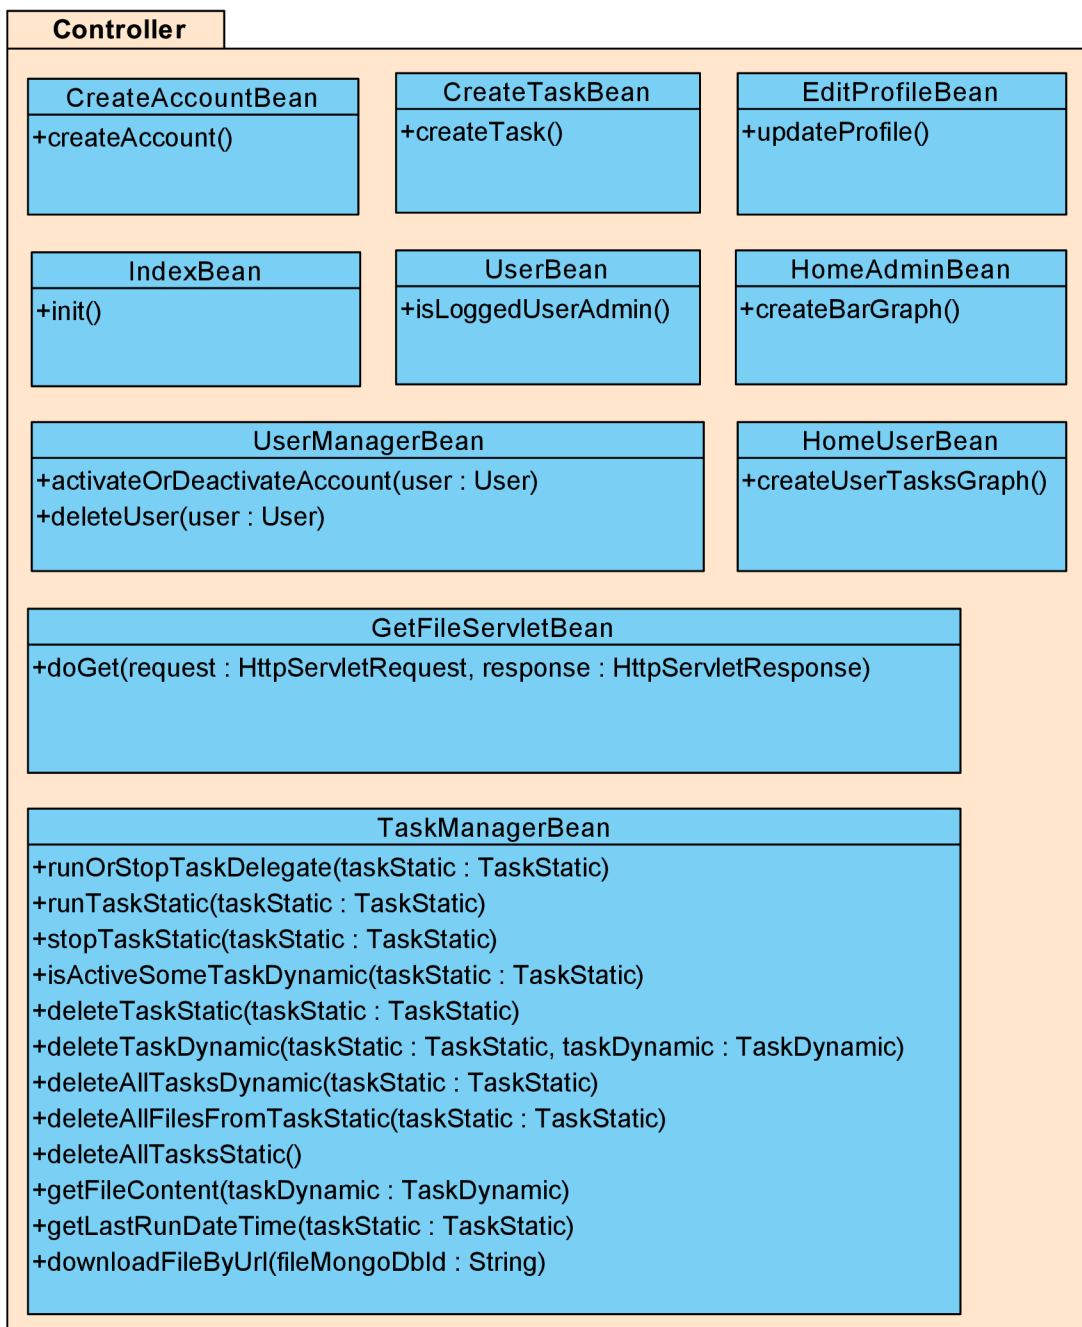 Controller
CreateAccountBean
+createAccount()
CreateTaskBean
+createTask()
EditProfileBean
+updateProfile()
IndexBean
+init()
UserBean
+isLoggedUserAdmin()
HomeAdminBean
+createBarGraph()
UserManagerBean
+activateOrDeactivateAccount(user : User)
+deleteUser(user : User)
HomeUserBean
+createUserTasksGraph()
GetFileServletBean
+doGet(request : HttpServletRequest, response : HttpServletResponse)
TaskManagerBean
+runOrStopTaskDelegate(taskStatic : TaskStatic)
+runTaskStatic(taskStatic : TaskStatic)
+stopTaskStatic(taskStatic : TaskStatic)
+isActiveSomeTaskDynamic(taskStatic : TaskStatic)
+deleteTaskStatic(taskStatic : TaskStatic)
+deleteTaskDynamic(taskStatic : TaskStatic, taskDynamic : TaskDynamic)
+deleteAllTasksDynamic(taskStatic : TaskStatic)
+deleteAllFilesFromTaskStatic(taskStatic : TaskStatic)
+deleteAllTasksStatic()
+getFileContent(taskDynamic : TaskDynamic)
+getLastRunDateTime(taskStatic : TaskStatic)
+downloadFileByUrl(fileMongoDbId : String)